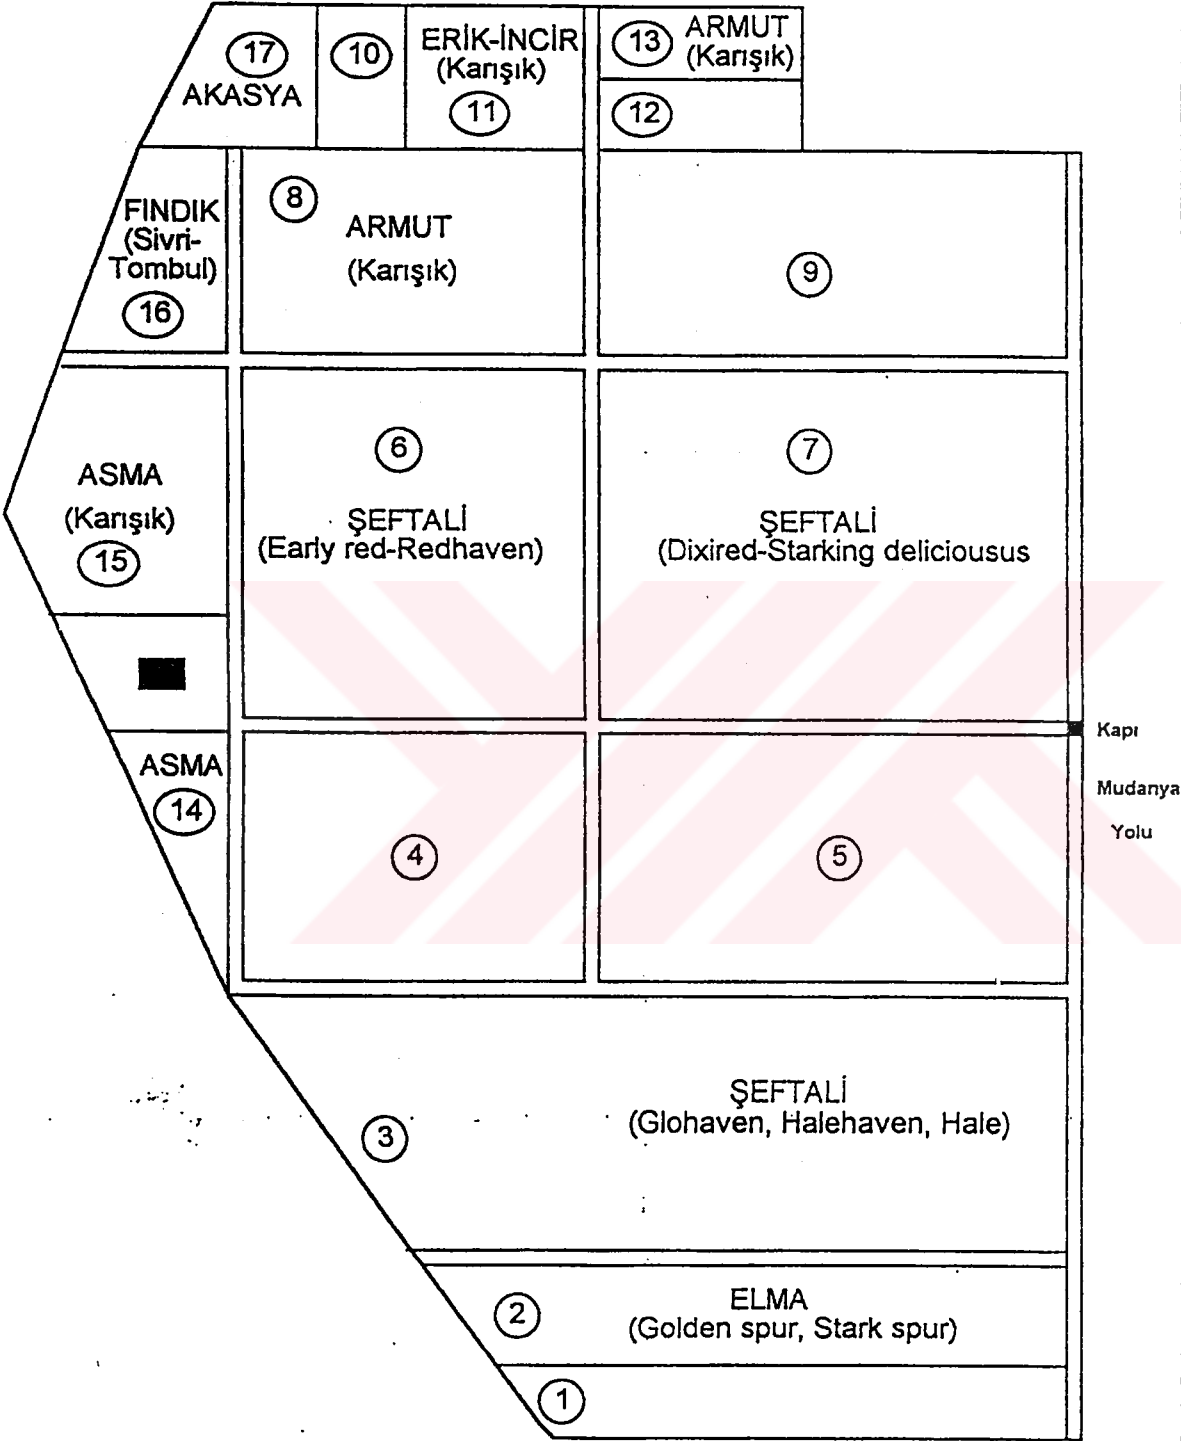 17
AKASYA
10
ERİK-İNCİR
(Karışık)
11
13 ARMUT
(Karışık)
12
FINDIK
(Sivri-
Tombul)
16
8
ARMUT
(Karışık)
9
ASMA
(Karışık)
15
6
ŞEFTALİ
(Early red-Redhaven)
7
ŞEFTALİ
(Dixired-Starking deliciousus
Kapı
Mudanya
Yolu
ASMA
14
4
5
3
ŞEFTALİ
(Glohaven, Halehaven, Hale)
2
ELMA
(Golden spur, Stark spur)
1